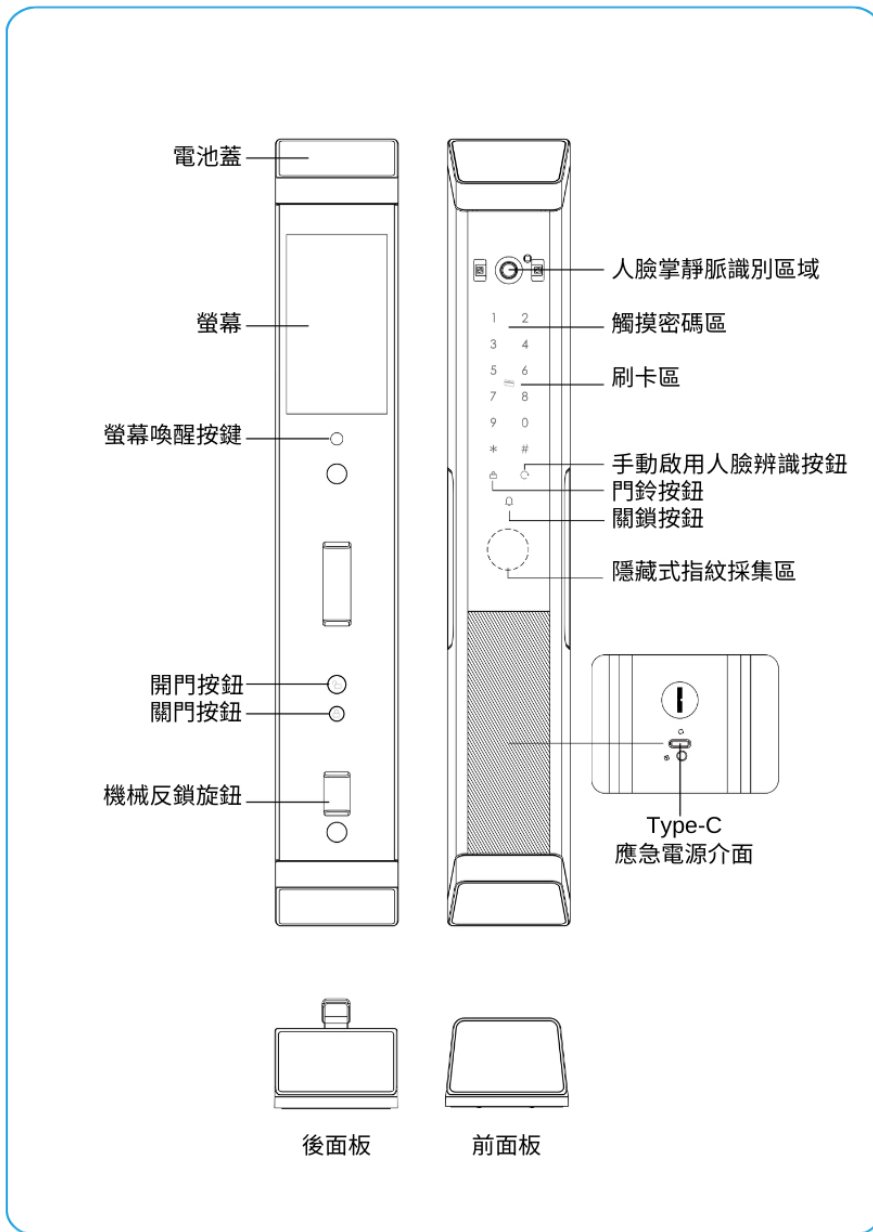 電池蓋
螢幕
螢幕喚醒按鍵
開門按鈕
關門按鈕
機械反鎖旋鈕
人臉掌靜脈識別區域
觸摸密碼區
刷卡區
手動啟用人臉辨識按鈕
門鈴按鈕
關鎖按鈕
隱藏式指紋採集區
1 2
3 4
5 6
7 8
9 0
* #
Type-C
應急電源介面
後面板
前面板